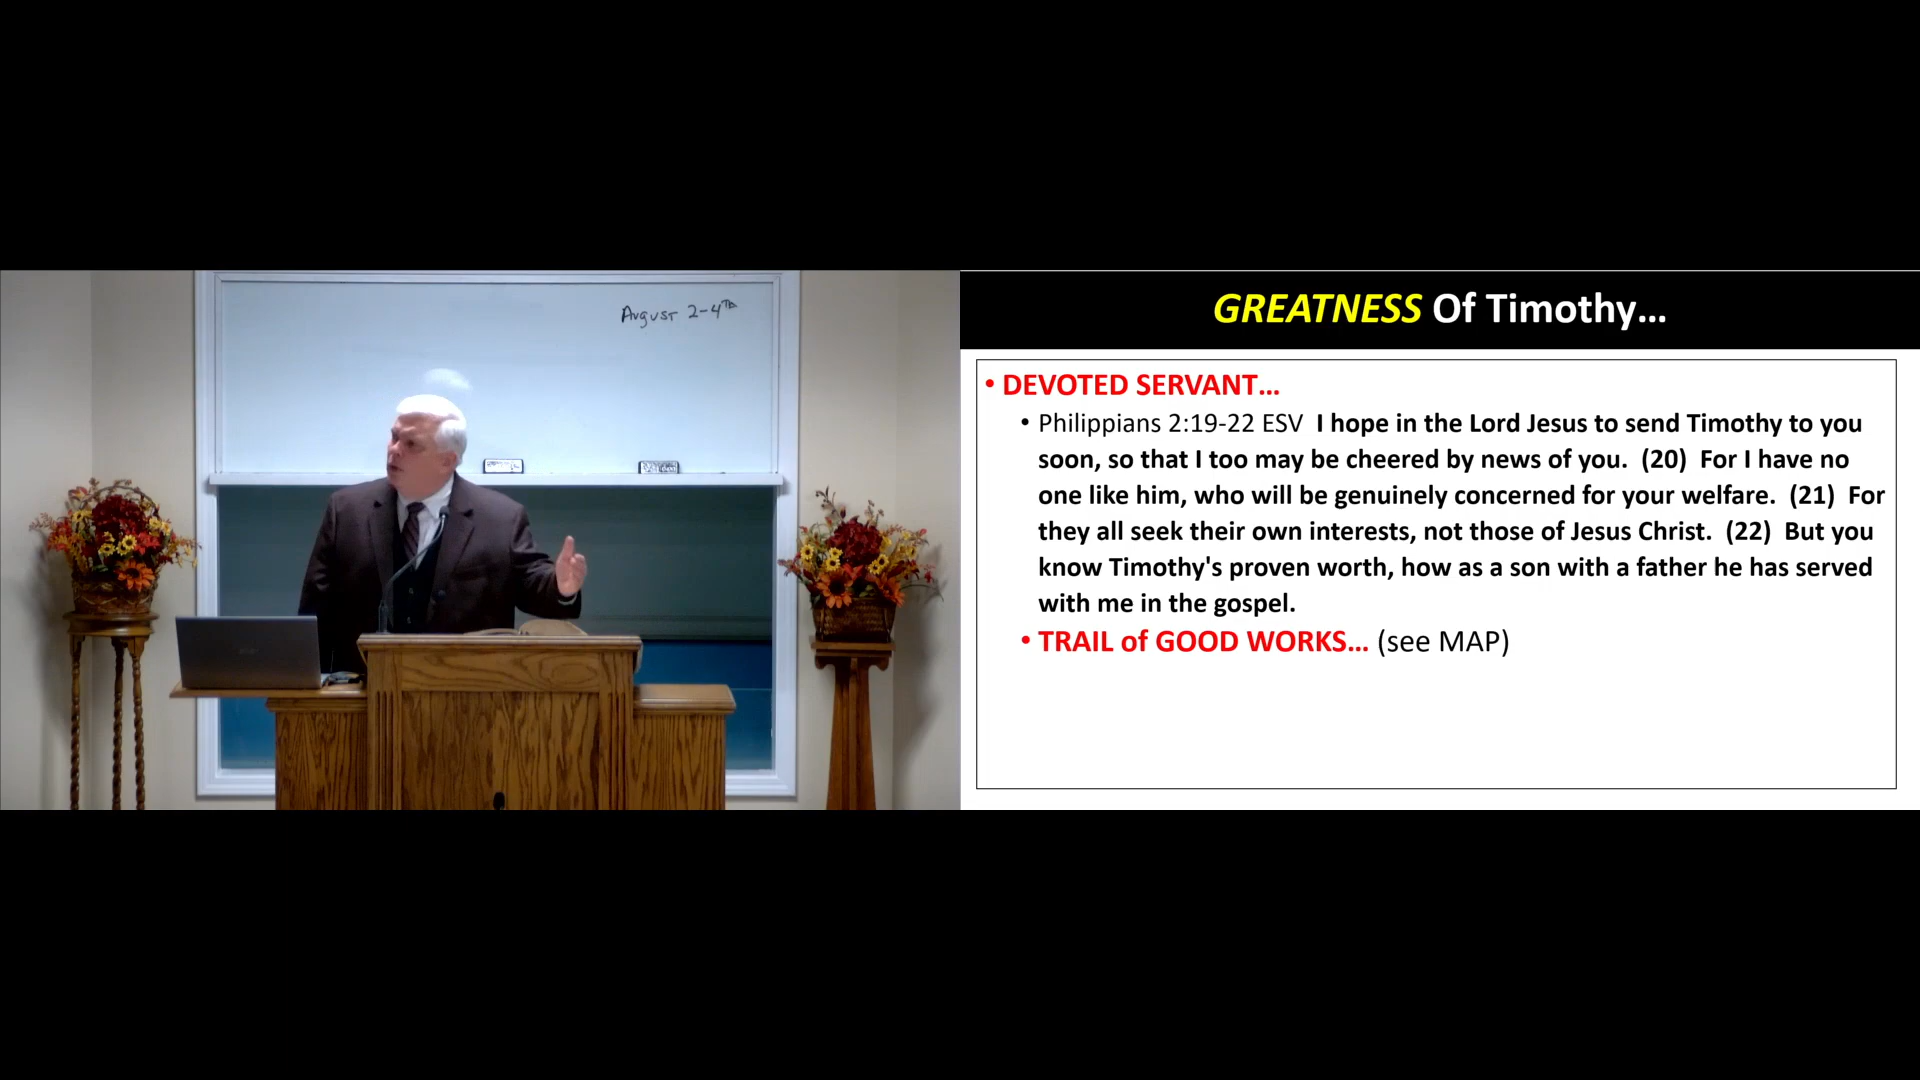 August 2-4TH
GREATNESS Of Timothy…
• DEVOTED SERVANT…
• Philippians 2:19-22 ESV I hope in the Lord Jesus to send Timothy to you
soon, so that I too may be cheered by news of you. (20) For I have no
one like him, who will be genuinely concerned for your welfare. (21) For
they all seek their own interests, not those of Jesus Christ. (22) But you
know Timothy's proven worth, how as a son with a father he has served
with me in the gospel.
• TRAIL of GOOD WORKS… (see MAP)